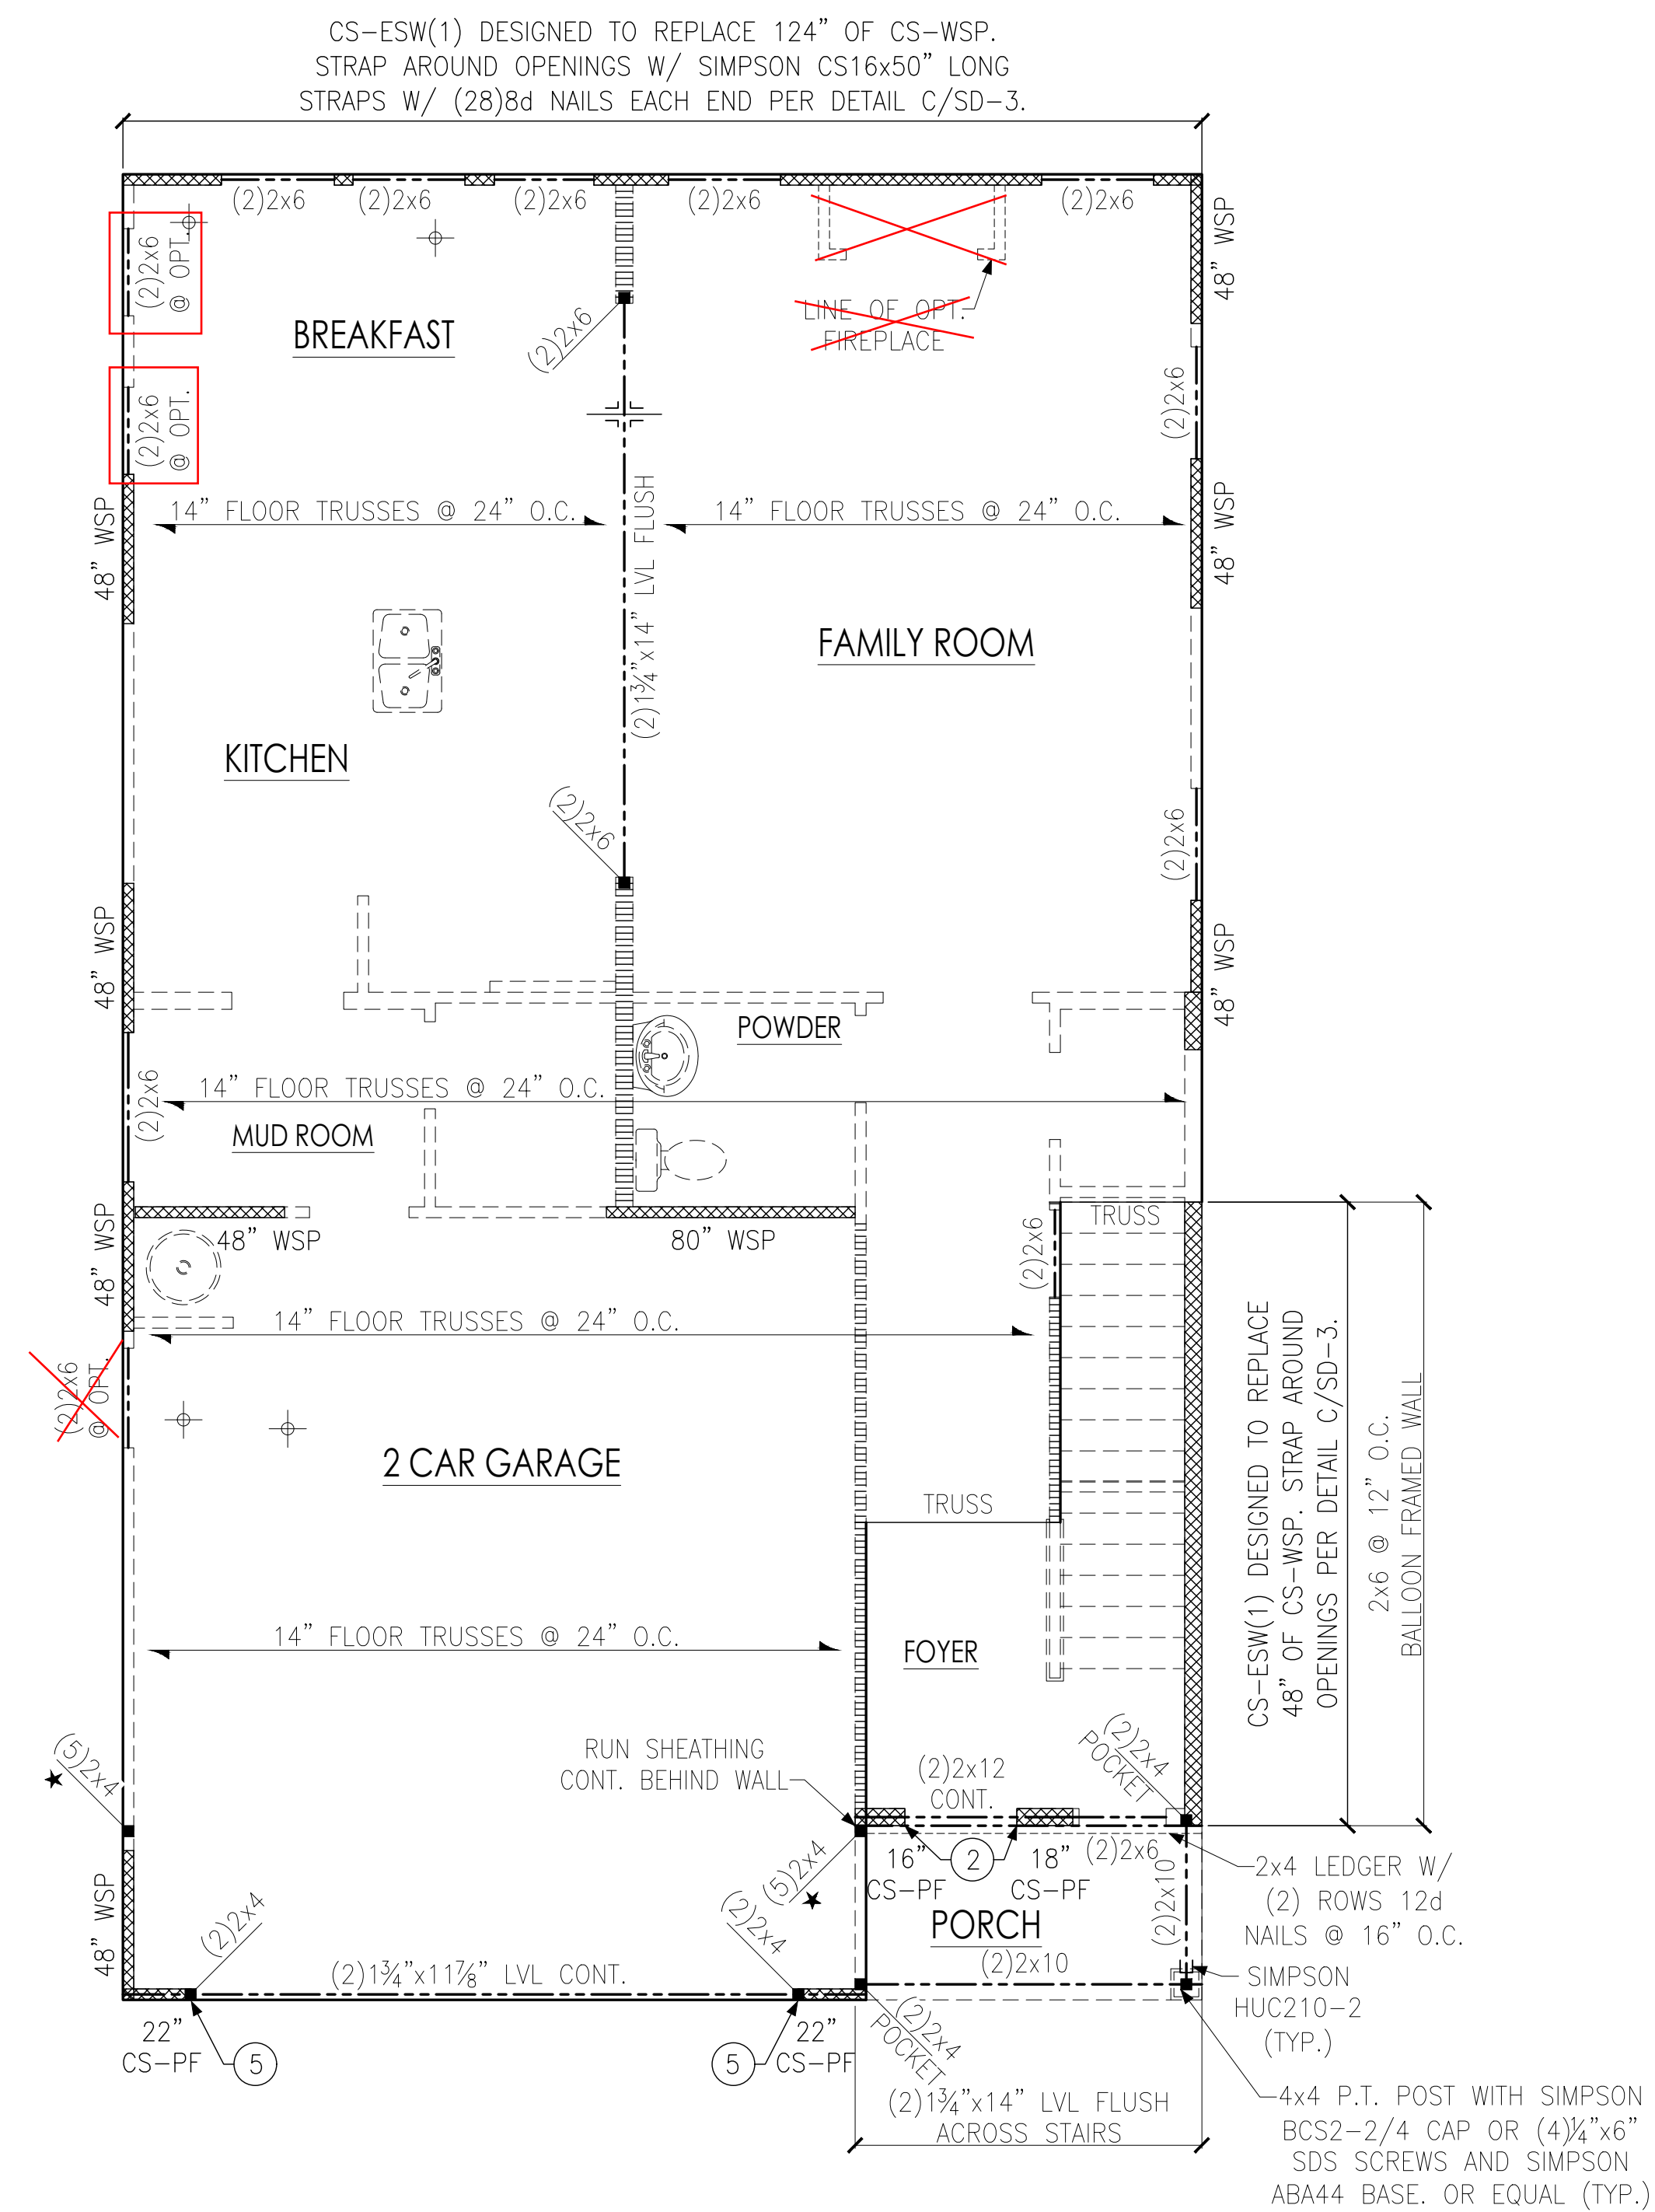 CS-ESW(1) DESIGNED TO REPLACE 124" OF CS-WSP.
STRAP AROUND OPENINGS W/ SIMPSON CS16x50" LONG
STRAPS W/ (28)8d NAILS EACH END PER DETAIL C/SD-3.
(2)2x6
(2)2x6
(2)2x6
(2)2x6
(2)2x6
(2)2x6
@ OPT.
48" WSP
BREAKFAST
(2)2x6
LINE OF OPT.
FIREPLACE
(2)2x6
@ OPT.
(2)2x6
48" WSP
14" FLOOR TRUSSES @ 24" O.C.
14" FLOOR TRUSSES @ 24" O.C.
48" WSP
(2)1¾"x14" LVL FLUSH
FAMILY ROOM
KITCHEN
(2)2x6
(2)2x6
48" WSP
48" WSP
POWDER
14" FLOOR TRUSSES @ 24" O.C.
(2)2x6
MUD ROOM
48" WSP
48" WSP
80" WSP
TRUSS
(2)2x6
14" FLOOR TRUSSES @ 24" O.C.
(2)2x6
@ OPT.
2 CAR GARAGE
TRUSS
CS-ESW(1) DESIGNED TO REPLACE
48" OF CS-WSP. STRAP AROUND
OPENINGS PER DETAIL C/SD-3.
2x6 @ 12" O.C.
BALLOON FRAMED WALL
14" FLOOR TRUSSES @ 24" O.C.
FOYER
(5)2x4
RUN SHEATHING
CONT. BEHIND WALL
(2)2x12
CONT.
(2)2x4
POCKET
16"
CS-PF
2
18"
CS-PF
(2)2x6
2x4 LEDGER W/
(2) ROWS 12d
NAILS @ 16" O.C.
(5)2x4
(2)2x4
(2)2x4
48" WSP
PORCH
(2)2x10
(2)2x10
(2)1¾"x11⅞" LVL CONT.
SIMPSON
HUC210-2
(TYP.)
22"
CS-PF
5
5
22"
CS-PF
(2)2x4
POCKET
(2)1¾"x14" LVL FLUSH
ACROSS STAIRS
4x4 P.T. POST WITH SIMPSON
BCS2-2/4 CAP OR (4)¼"x6"
SDS SCREWS AND SIMPSON
ABA44 BASE. OR EQUAL (TYP.)